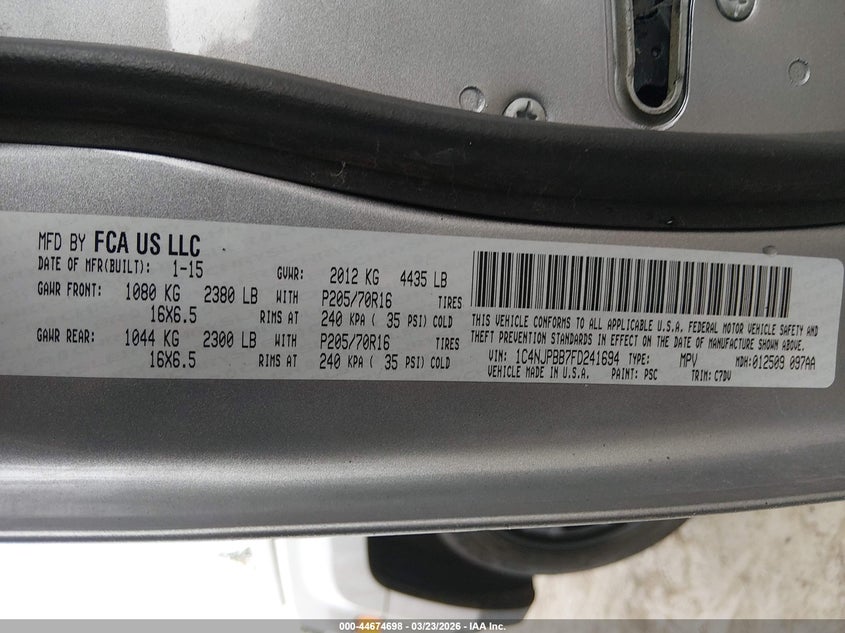 MFD BY FCA US LLC
DATE OF MFR(BUILT): 1-15 GVWR: 2012 KG 4435 LB
GAWR FRONT: 1080 KG 2380 LB WITH P205/70R16 TIRES
16X6.5 RIMS AT 240 KPA ( 35 PSI) COLD
GAWR REAR: 1044 KG 2300 LB WITH P205/70R16 TIRES
16X6.5 RIMS AT 240 KPA ( 35 PSI) COLD
THIS VEHICLE CONFORMS TO ALL APPLICABLE U.S.A. FEDERAL MOTOR VEHICLE SAFETY AND
THEFT PREVENTION STANDARDS IN EFFECT ON THE DATE OF MANUFACTURE SHOWN ABOVE.
VIN: 1C4NJPBB7FD241694 TYPE: MPV MDH:012509 097AA
VEHICLE MADE IN U.S.A. PAINT: PSC TRIM: C7DV
000-44674698 - 03/23/2026 - IAA Inc.